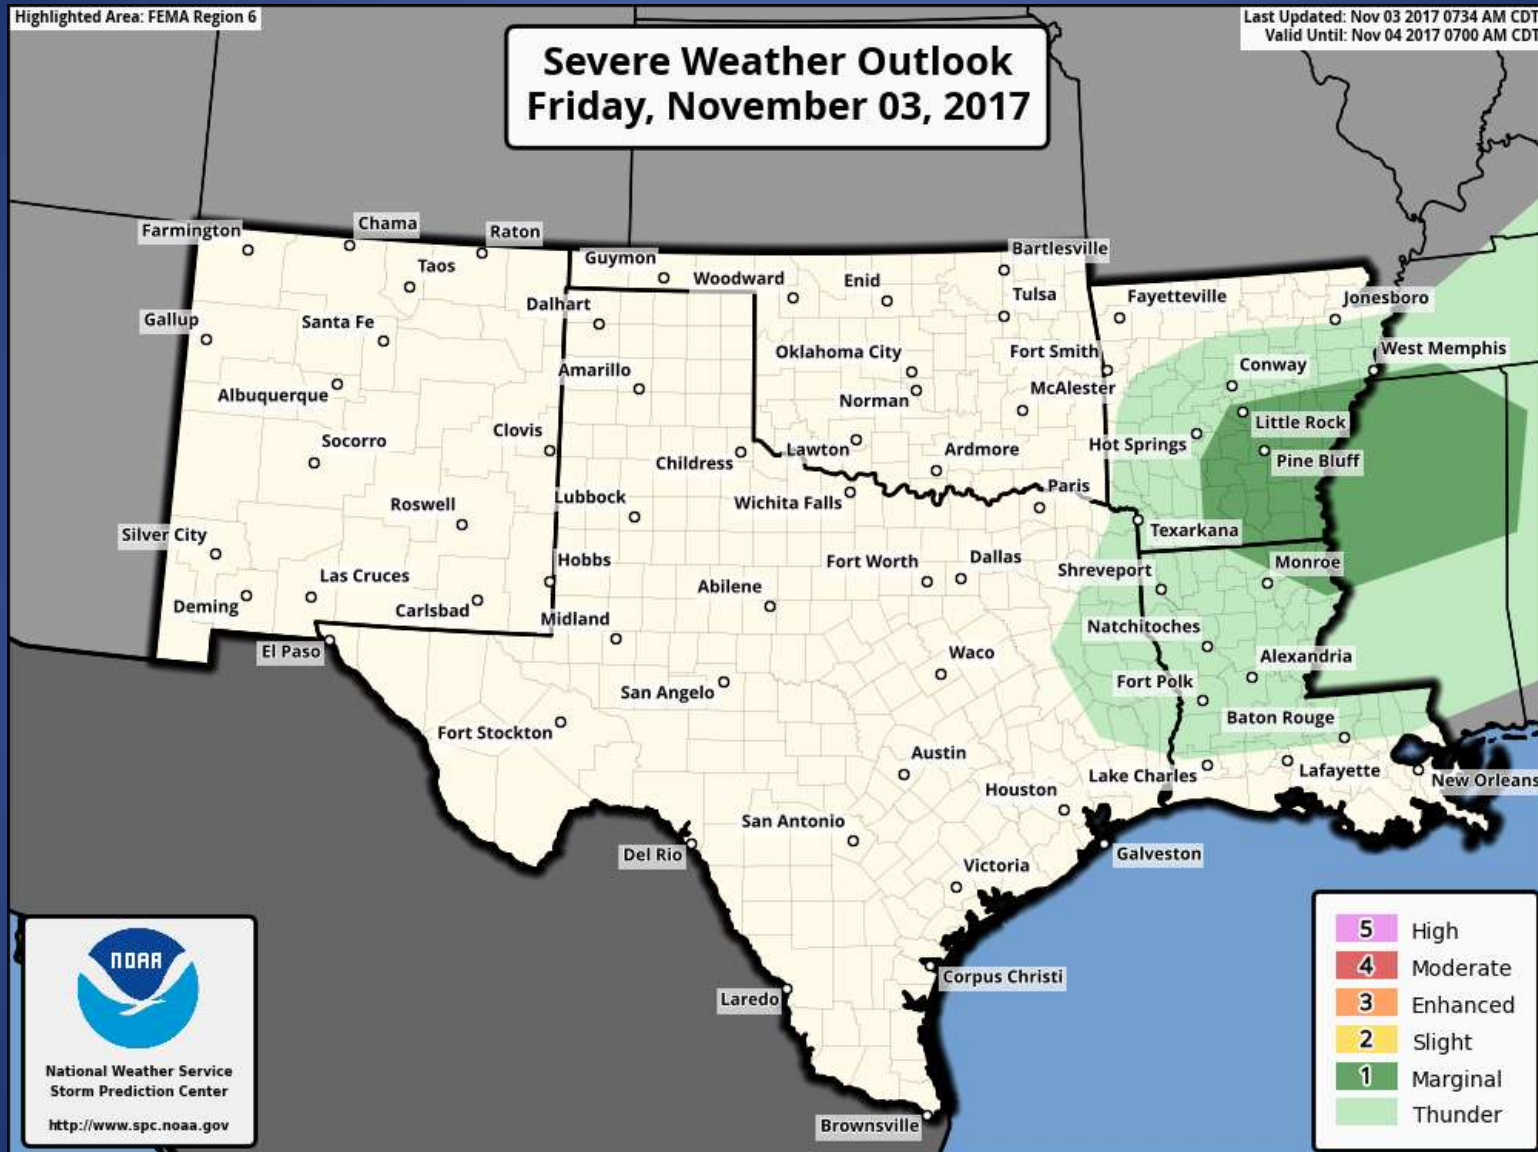 Highlighted Area: FEMA Region 6
Last Updated: Nov 03 2017 0734 AM CDT
Valid Until: Nov 04 2017 0700 AM CDT
Severe Weather Outlook
Friday, November 03, 2017
Farmington
Chama
Raton
Taos
Guymon
Woodward
Enid
Bartlesville
Tulsa
Fayetteville
Jonesboro
Gallup
Santa Fe
Dalhart
Oklahoma City
Fort Smith
Conway
West Memphis
Albuquerque
Amarillo
Norman
McAlester
Little Rock
Socorro
Clovis
Childress
Lawton
Ardmore
Hot Springs
Pine Bluff
Roswell
Lubbock
Wichita Falls
Paris
Texarkana
Silver City
Las Cruces
Hobbs
Abilene
Fort Worth
Dallas
Shreveport
Monroe
Deming
Carlsbad
Midland
Natchitoches
El Paso
San Angelo
Waco
Fort Polk
Alexandria
Fort Stockton
Baton Rouge
Austin
Houston
Lake Charles
Lafayette
New Orleans
San Antonio
Del Rio
Victoria
Galveston
Laredo
Corpus Christi
Brownsville
NOAA
National Weather Service
Storm Prediction Center
http://www.spc.noaa.gov
5 High
4 Moderate
3 Enhanced
2 Slight
1 Marginal
Thunder